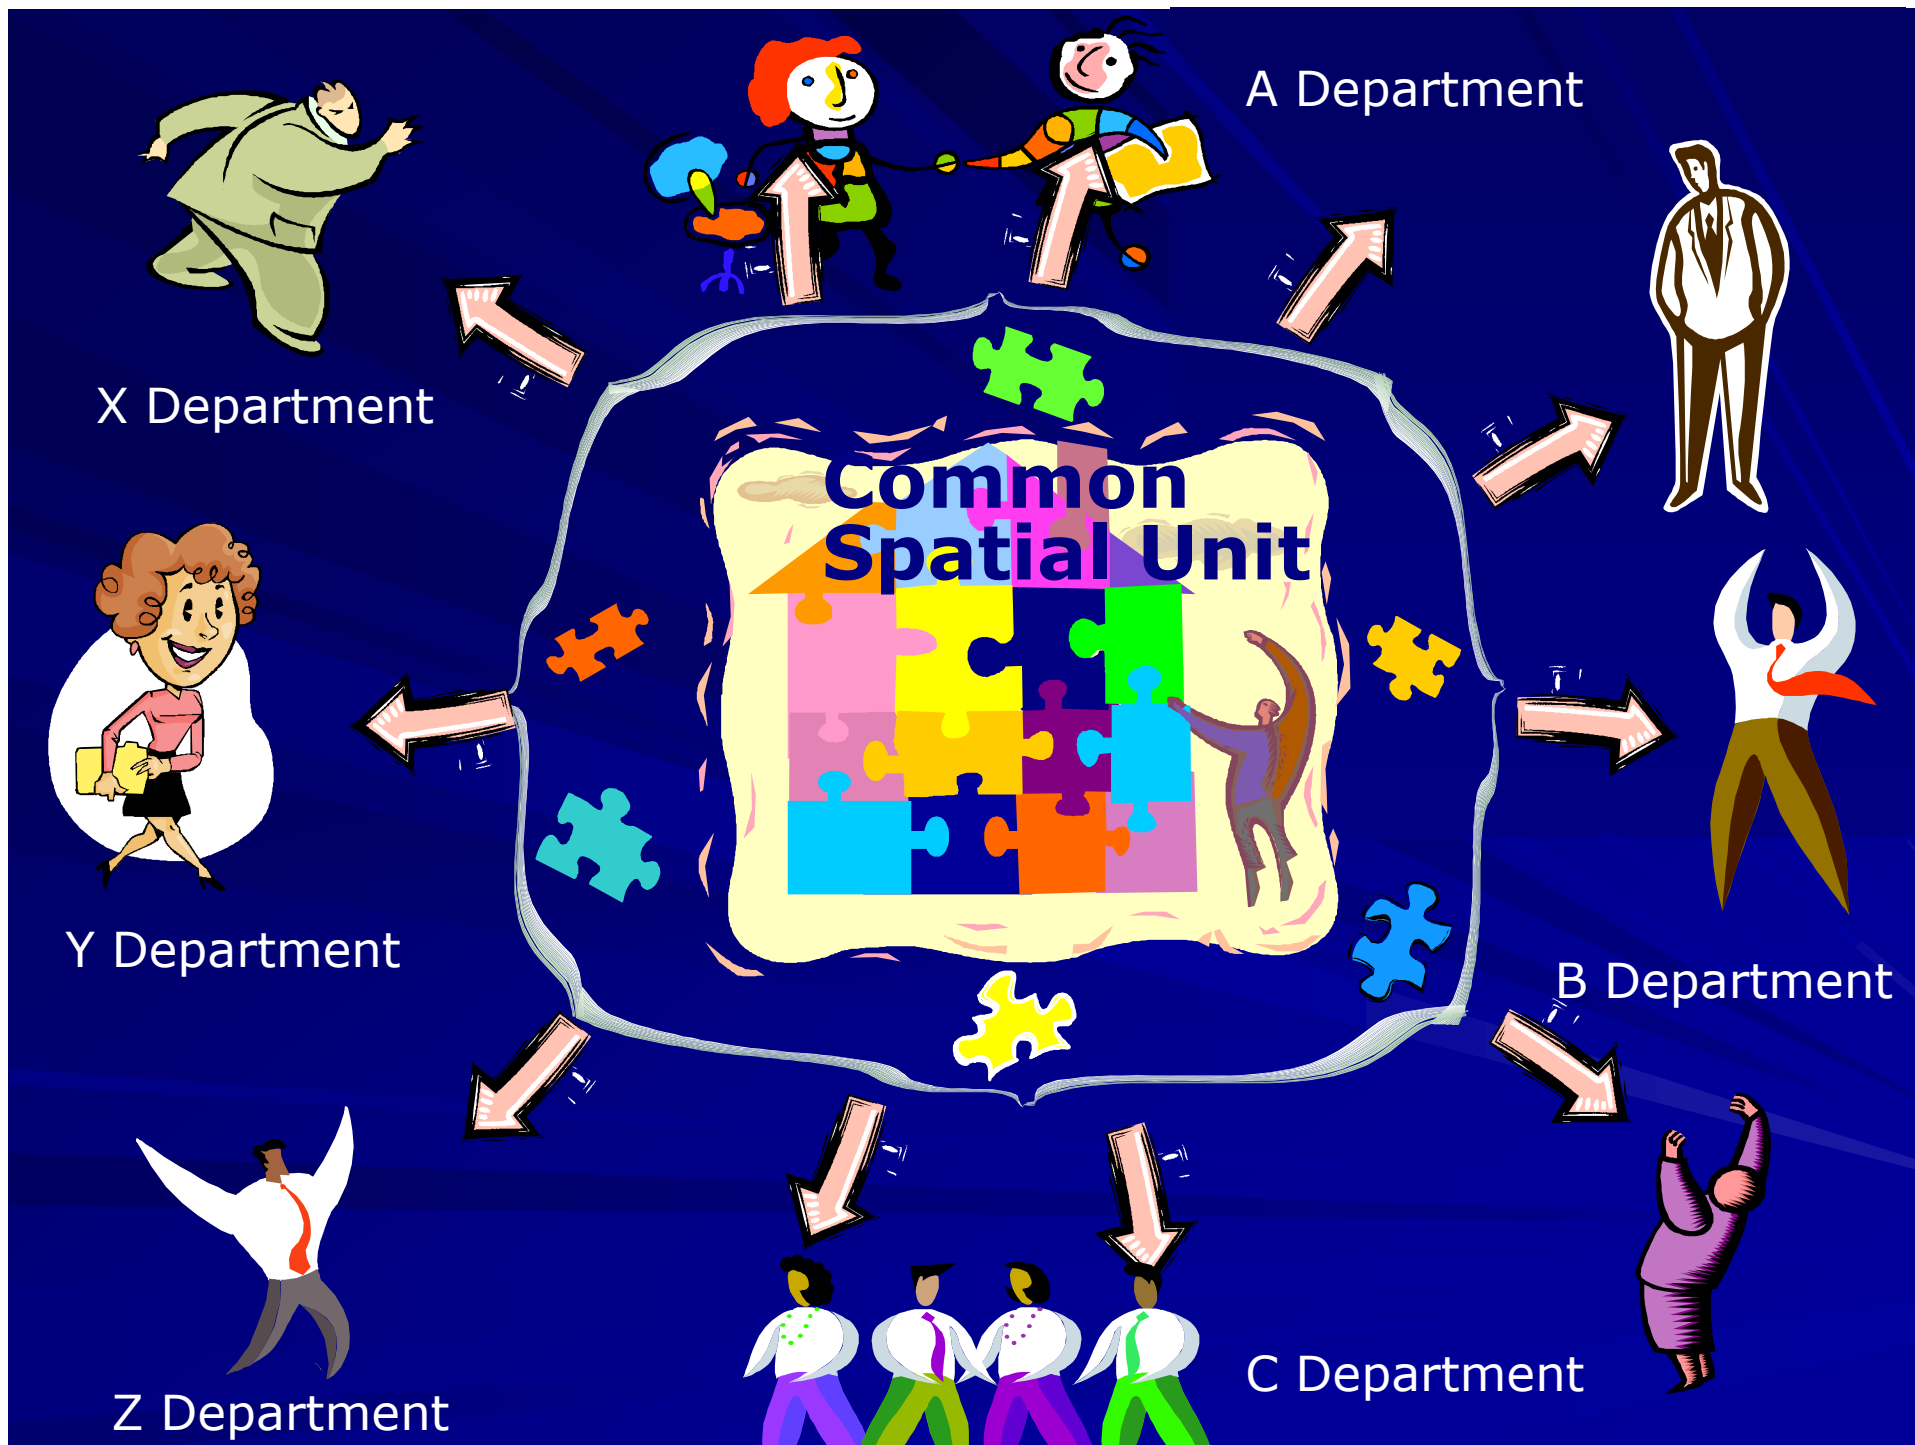 A Department
X Department
Common
Spatial Unit
Y Department
B Department
C Department
Z Department